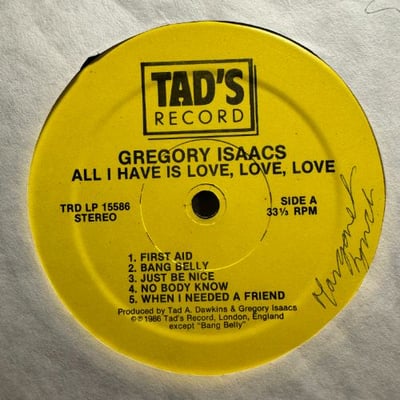 TAD'S
RECORD
GREGORY ISAACS
ALL I HAVE IS LOVE, LOVE, LOVE
TRD LP 15586
STEREO
SIDE A
33⅓ RPM
1. FIRST AID
2. BANG BELLY
3. JUST BE NICE
4. NO BODY KNOW
5. WHEN I NEEDED A FRIEND
Produced by Tad A. Dawkins & Gregory Isaacs
©℗1986 Tad's Record, London, England
except "Bang Belly"
Margaret
Lynch